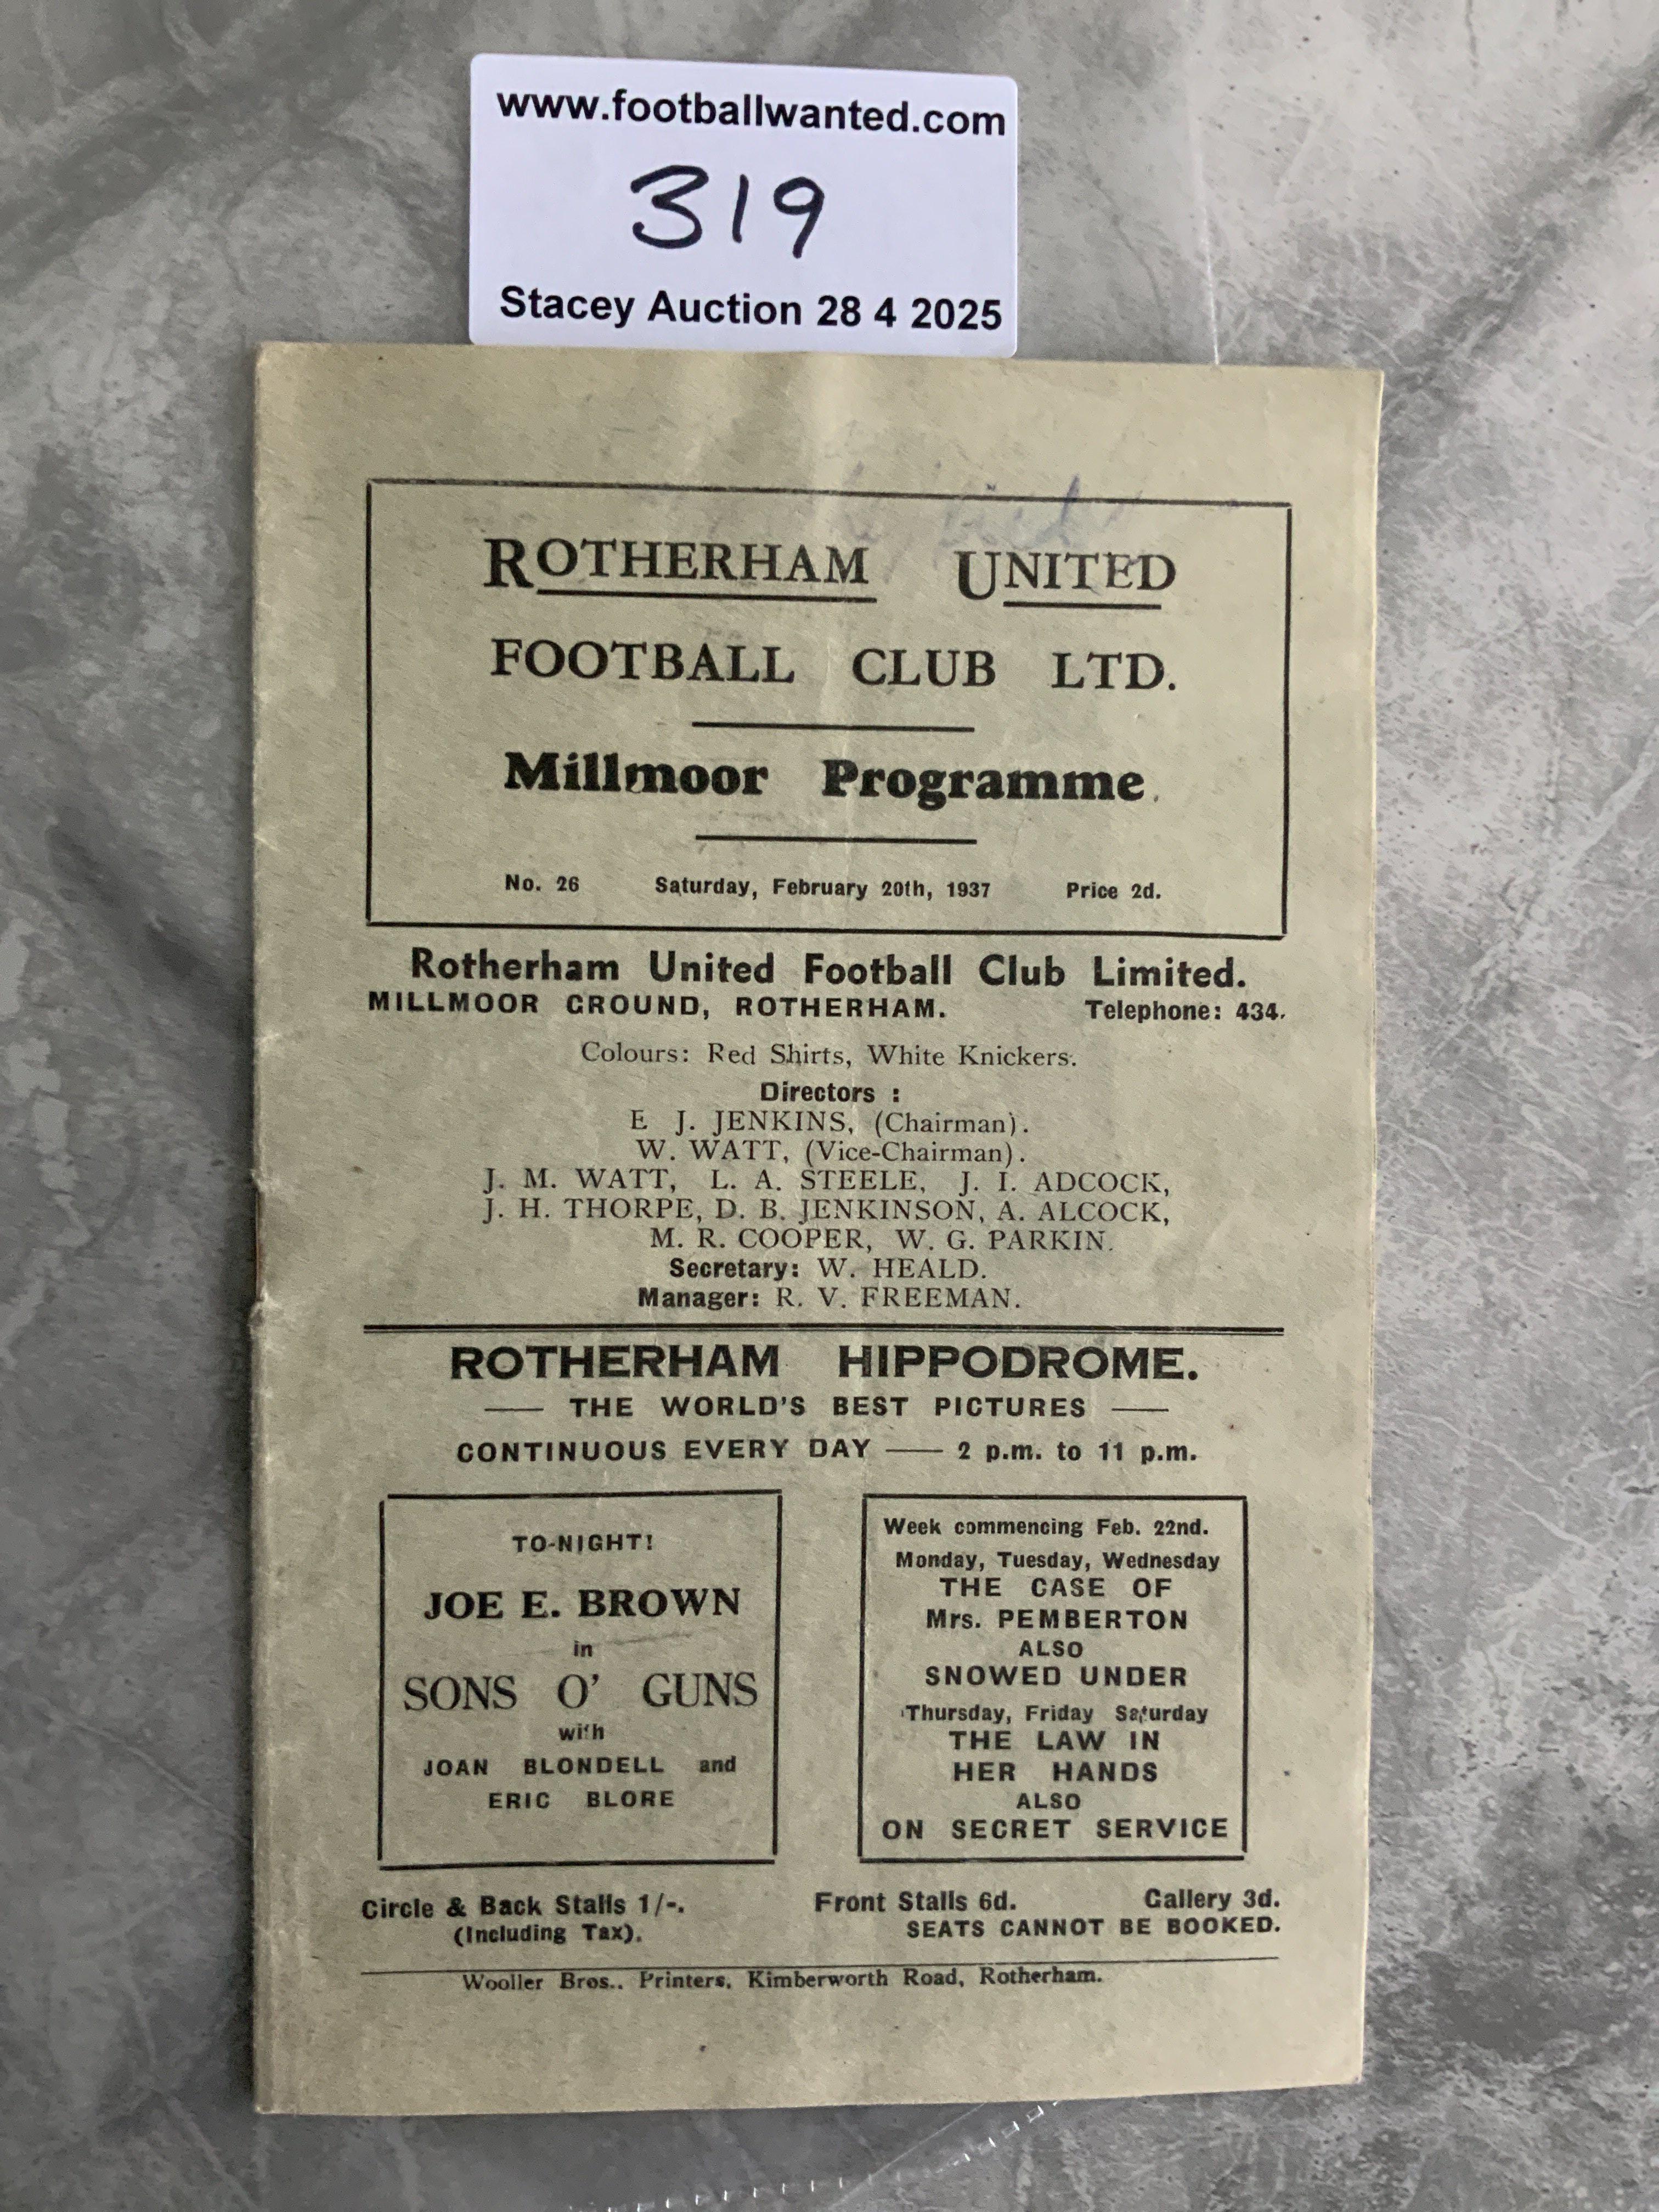 www.footballwanted.com
319
Stacey Auction 28 4 2025
ROTHERHAM UNITED
FOOTBALL CLUB LTD.
Millmoor Programme.
No. 26 Saturday, February 20th, 1937 Price 2d.
Rotherham United Football Club Limited.
MILLMOOR GROUND, ROTHERHAM. Telephone: 434.
Colours: Red Shirts, White Knickers.
Directors :
E J. JENKINS, (Chairman).
W. WATT, (Vice-Chairman).
J. M. WATT, L. A. STEELE, J. I. ADCOCK,
J. H. THORPE, D. B. JENKINSON, A. ALCOCK,
M. R. COOPER, W. G. PARKIN.
Secretary: W. HEALD.
Manager: R. V. FREEMAN.
ROTHERHAM HIPPODROME.
— THE WORLD'S BEST PICTURES —
CONTINUOUS EVERY DAY — 2 p.m. to 11 p.m.
TO-NIGHT!
JOE E. BROWN
in
SONS O' GUNS
with
JOAN BLONDELL and
ERIC BLORE
Week commencing Feb. 22nd.
Monday, Tuesday, Wednesday
THE CASE OF
Mrs. PEMBERTON
ALSO
SNOWED UNDER
Thursday, Friday Saturday
THE LAW IN
HER HANDS
ALSO
ON SECRET SERVICE
Circle & Back Stalls 1/-. Front Stalls 6d. Gallery 3d.
(Including Tax). SEATS CANNOT BE BOOKED.
Wooller Bros., Printers, Kimberworth Road, Rotherham.